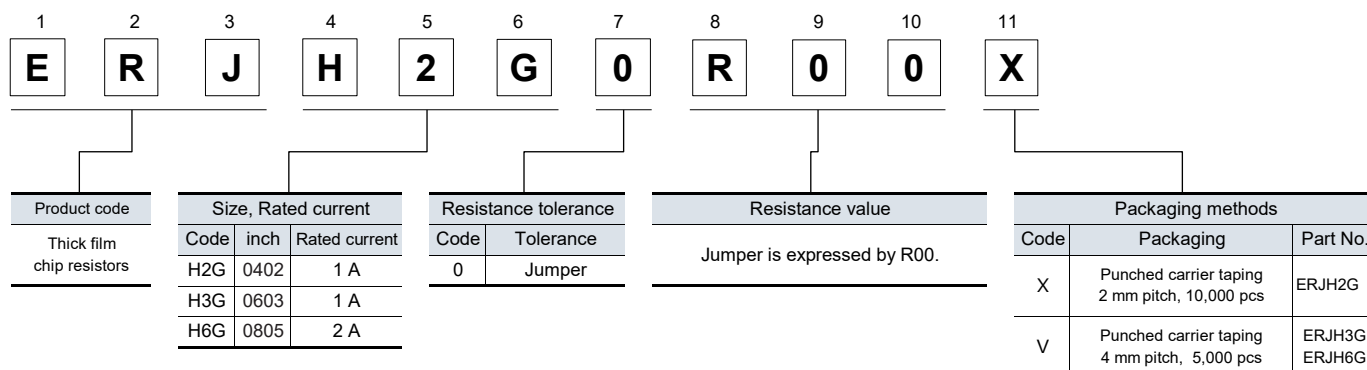 1 2 3 4 5 6 7 8 9 10 11
E R J H 2 G 0 R 0 0 X
Product code
Thick film
chip resistors
Size, Rated current
Code inch Rated current
H2G 0402 1 A
H3G 0603 1 A
H6G 0805 2 A
Resistance tolerance
Code Tolerance
0 Jumper
Resistance value
Jumper is expressed by R00.
Packaging methods
Code Packaging Part No.
X Punched carrier taping
2 mm pitch, 10,000 pcs ERJH2G
V Punched carrier taping ERJH3G
4 mm pitch, 5,000 pcs ERJH6G